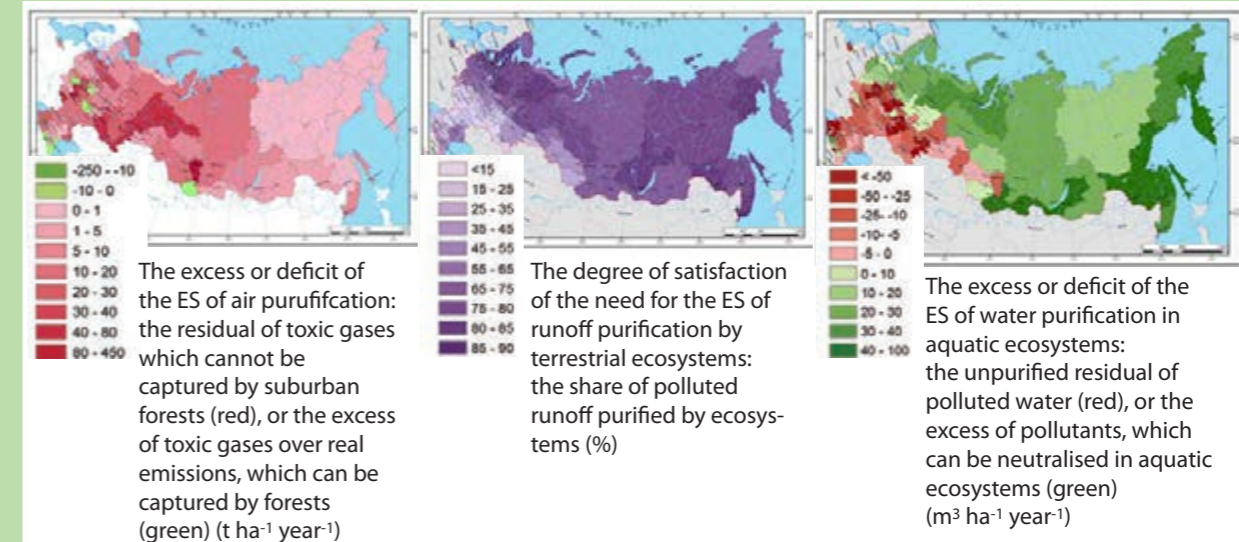 -250 - -10
-10 - 0
0 - 1
1 - 5
5 - 10
10 - 20
20 - 30
30 - 40
40 - 80
80 - 450
The excess or deficit of
the ES of air purufifcation:
the residual of toxic gases
which cannot be
captured by suburban
forests (red), or the excess
of toxic gases over real
emissions, which can be
captured by forests
(green) (t ha-1 year-1)
<15
15 - 25
25 - 35
35 - 45
45 - 55
55 - 65
65 - 75
75 - 80
80 - 85
85 - 90
The degree of satisfaction
of the need for the ES of
runoff purification by
terrestrial ecosystems:
the share of polluted
runoff purified by ecosys-
tems (%)
< -50
-50 - -25
-25- -10
-10- -5
-5 - 0
0 - 10
10 - 20
20 - 30
30 - 40
40 - 100
The excess or deficit of the
ES of water purification in
aquatic ecosystems:
the unpurified residual of
polluted water (red), or the
excess of pollutants, which
can be neutralised in aquatic
ecosystems (green)
(m³ ha-1 year-1)